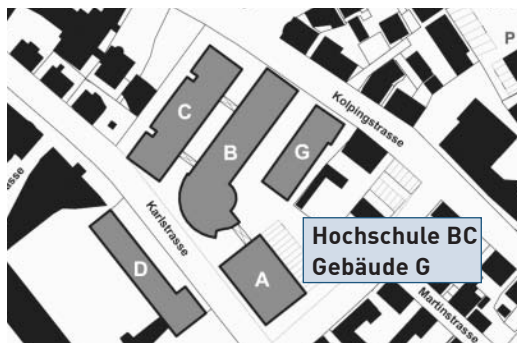 P
Kolpingstrasse
C
B
G
Karlstrasse
Hochschule BC
Gebäude G
D
A
Martinstrasse